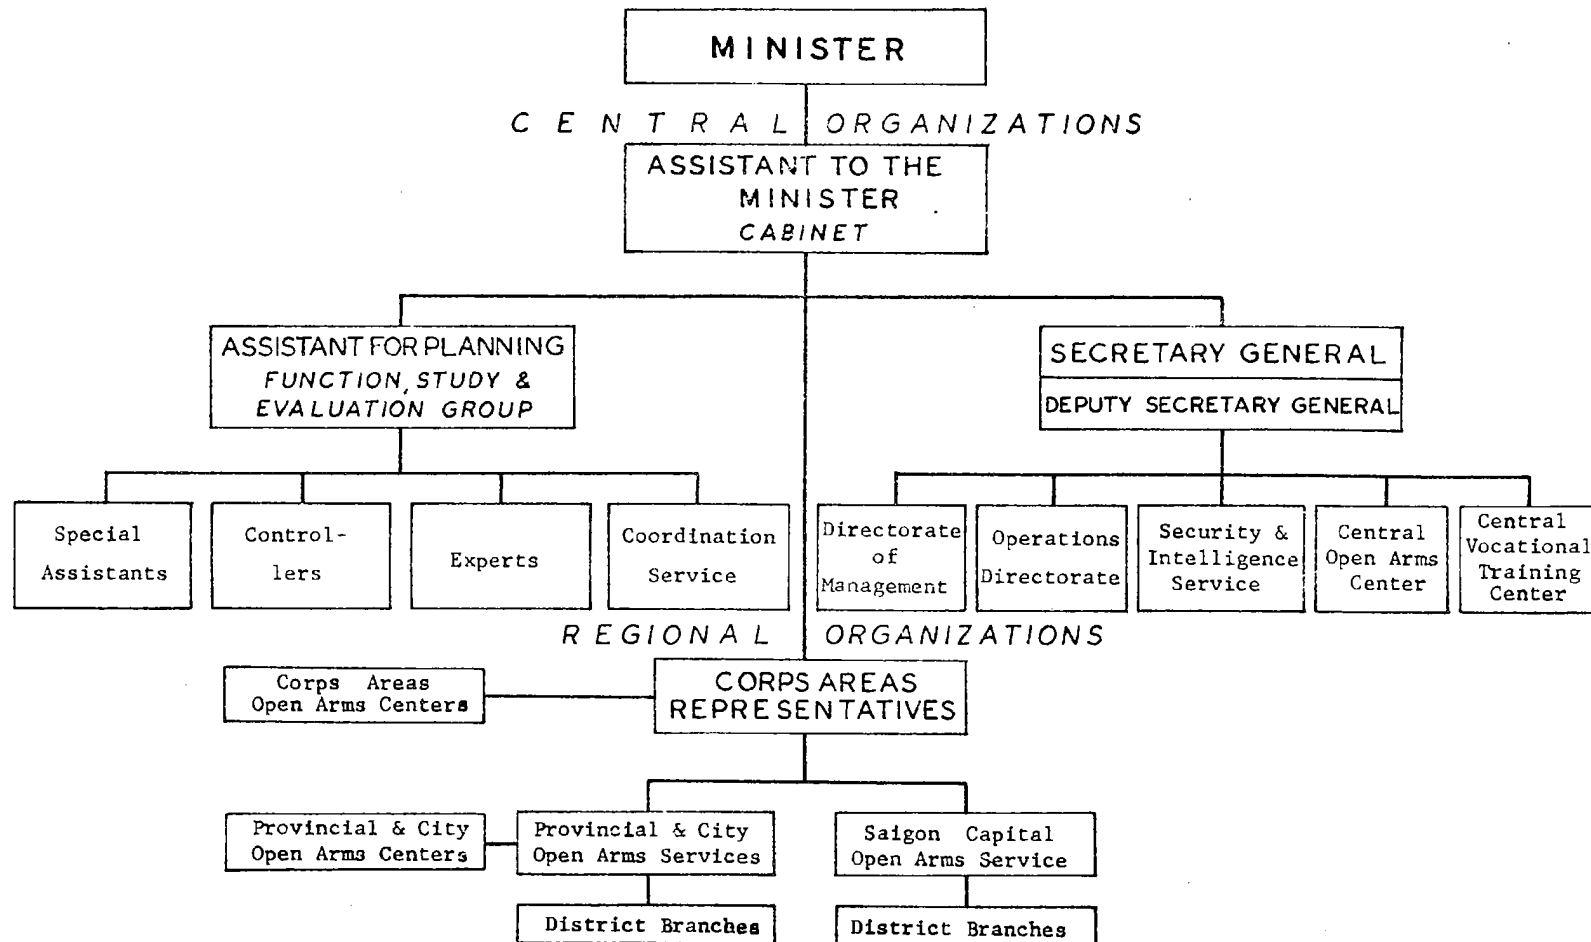 MINISTER
CENTRAL ORGANIZATIONS
ASSISTANT TO THE
MINISTER
CABINET
ASSISTANT FOR PLANNING
FUNCTION, STUDY &
EVALUATION GROUP
SECRETARY GENERAL
DEPUTY SECRETARY GENERAL
Special
Assistants
Control-
lers
Experts
Coordination
Service
Directorate
of
Management
Operations
Directorate
Security &
Intelligence
Service
Central
Open Arms
Center
Central
Vocational
Training
Center
REGIONAL ORGANIZATIONS
Corps Areas
Open Arms Centers
CORPS AREAS
REPRESENTATIVES
Provincial & City
Open Arms Centers
Provincial & City
Open Arms Services
Saigon Capital
Open Arms Service
District Branches
District Branches